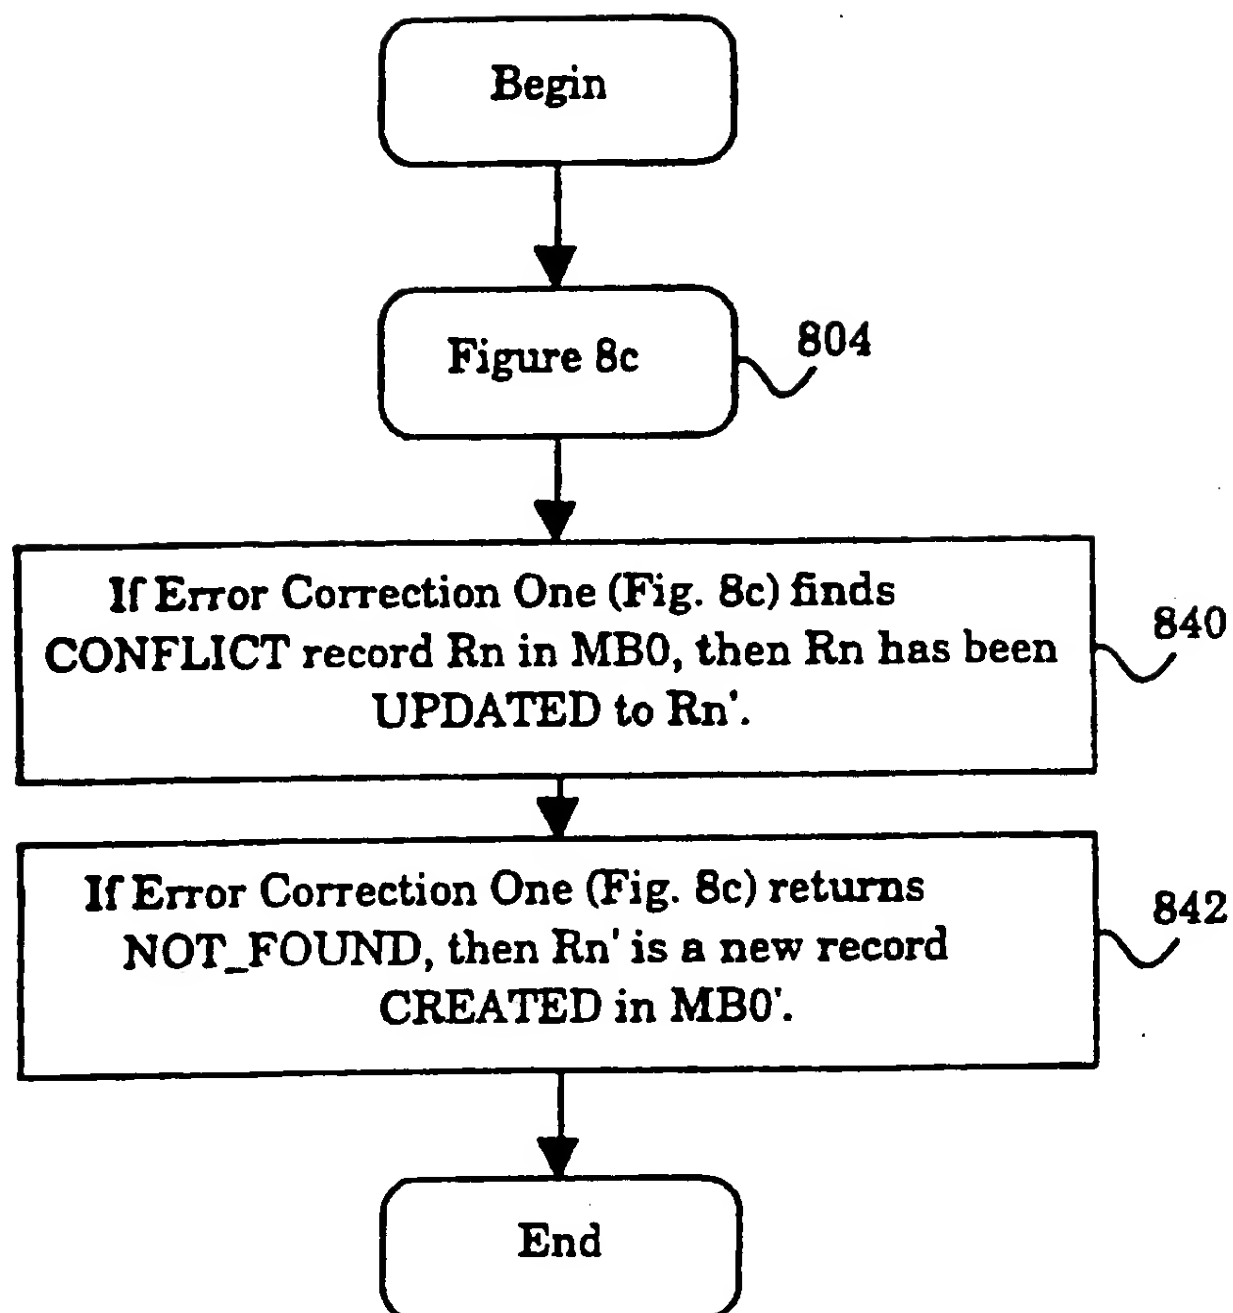 Begin
Figure 8c
804
If Error Correction One (Fig. 8c) finds
CONFLICT record Rn in MB0, then Rn has been
UPDATED to Rn'.
840
If Error Correction One (Fig. 8c) returns
NOT_FOUND, then Rn' is a new record
CREATED in MB0'.
842
End